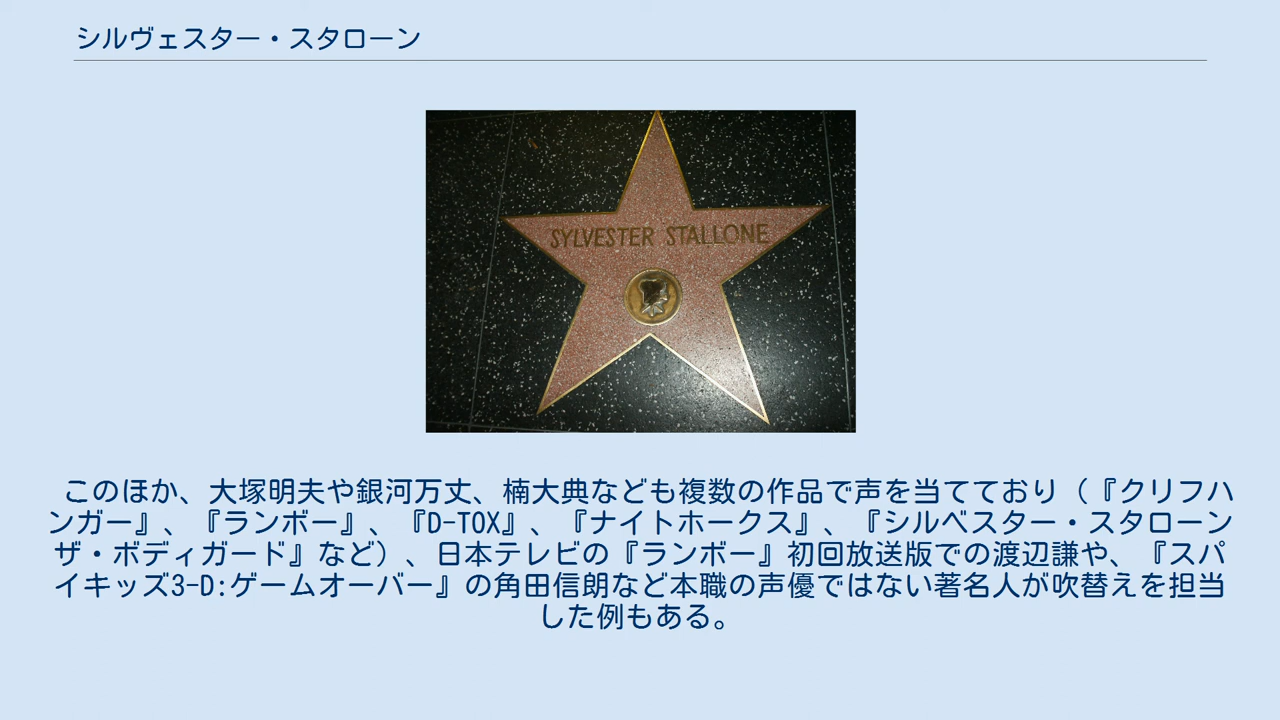 シルヴェスター・スタローン
SYLVESTER STALLONE
このほか、大塚明夫や銀河万丈、楠大典なども複数の作品で声を当てており（『クリフハ
ンガー』、『ランボー』、『D-TOX』、『ナイトホークス』、『シルベスター・スタローン
ザ・ボディガード』など）、日本テレビの『ランボー』初回放送版での渡辺謙や、『スパ
イキッズ3-D:ゲームオーバー』の角田信朗など本職の声優ではない著名人が吹替えを担当
した例もある。